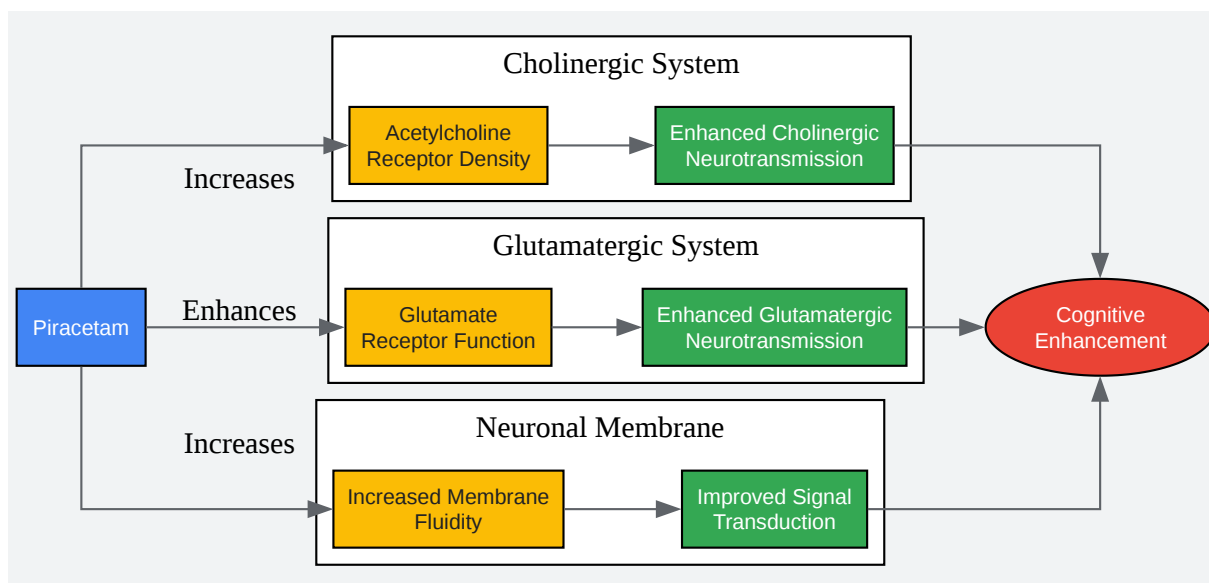 Cholinergic System
Acetylcholine
Receptor Density
Enhanced Cholinergic
Neurotransmission
Increases
Glutamatergic System
Piracetam
Enhances
Glutamate
Receptor Function
Enhanced Glutamatergic
Neurotransmission
Cognitive
Enhancement
Increases
Neuronal Membrane
Increased Membrane
Fluidity
Improved Signal
Transduction